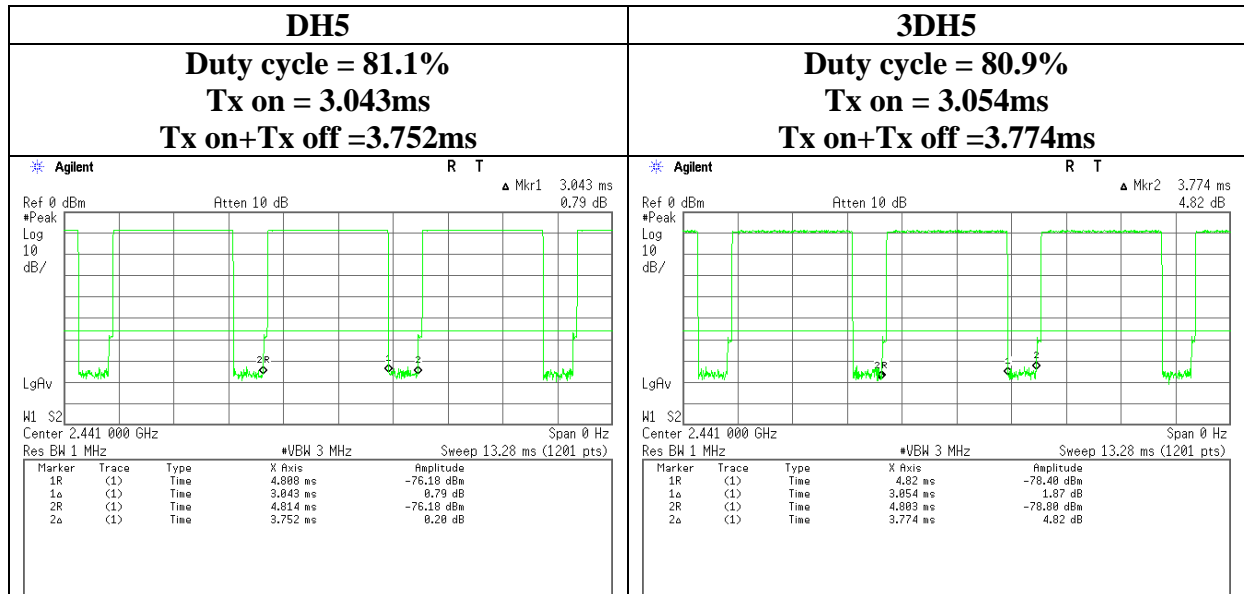 DH5
Duty cycle = 81.1%
Tx on = 3.043ms
Tx on+Tx off =3.752ms
3DH5
Duty cycle = 80.9%
Tx on = 3.054ms
Tx on+Tx off =3.774ms
Agilent R T
Δ Mkr1 3.043 ms
Ref 0 dBm Atten 10 dB 0.79 dB
#Peak
Log
10
dB/
2R 1 2
LgAv
W1 S2
Center 2.441 000 GHz Span 0 Hz
Res BW 1 MHz #VBW 3 MHz Sweep 13.28 ms (1201 pts)
Marker Trace Type X Axis Amplitude
1R (1) Time 4.808 ms -76.18 dBm
1Δ (1) Time 3.043 ms 0.79 dB
2R (1) Time 4.814 ms -76.18 dBm
2Δ (1) Time 3.752 ms 0.20 dB
Agilent R T
Δ Mkr2 3.774 ms
Ref 0 dBm Atten 10 dB 4.82 dB
#Peak
Log
10
dB/
2R 1 2
LgAv
W1 S2
Center 2.441 000 GHz Span 0 Hz
Res BW 1 MHz #VBW 3 MHz Sweep 13.28 ms (1201 pts)
Marker Trace Type X Axis Amplitude
1R (1) Time 4.82 ms -78.40 dBm
1Δ (1) Time 3.054 ms 1.87 dB
2R (1) Time 4.803 ms -78.80 dBm
2Δ (1) Time 3.774 ms 4.82 dB